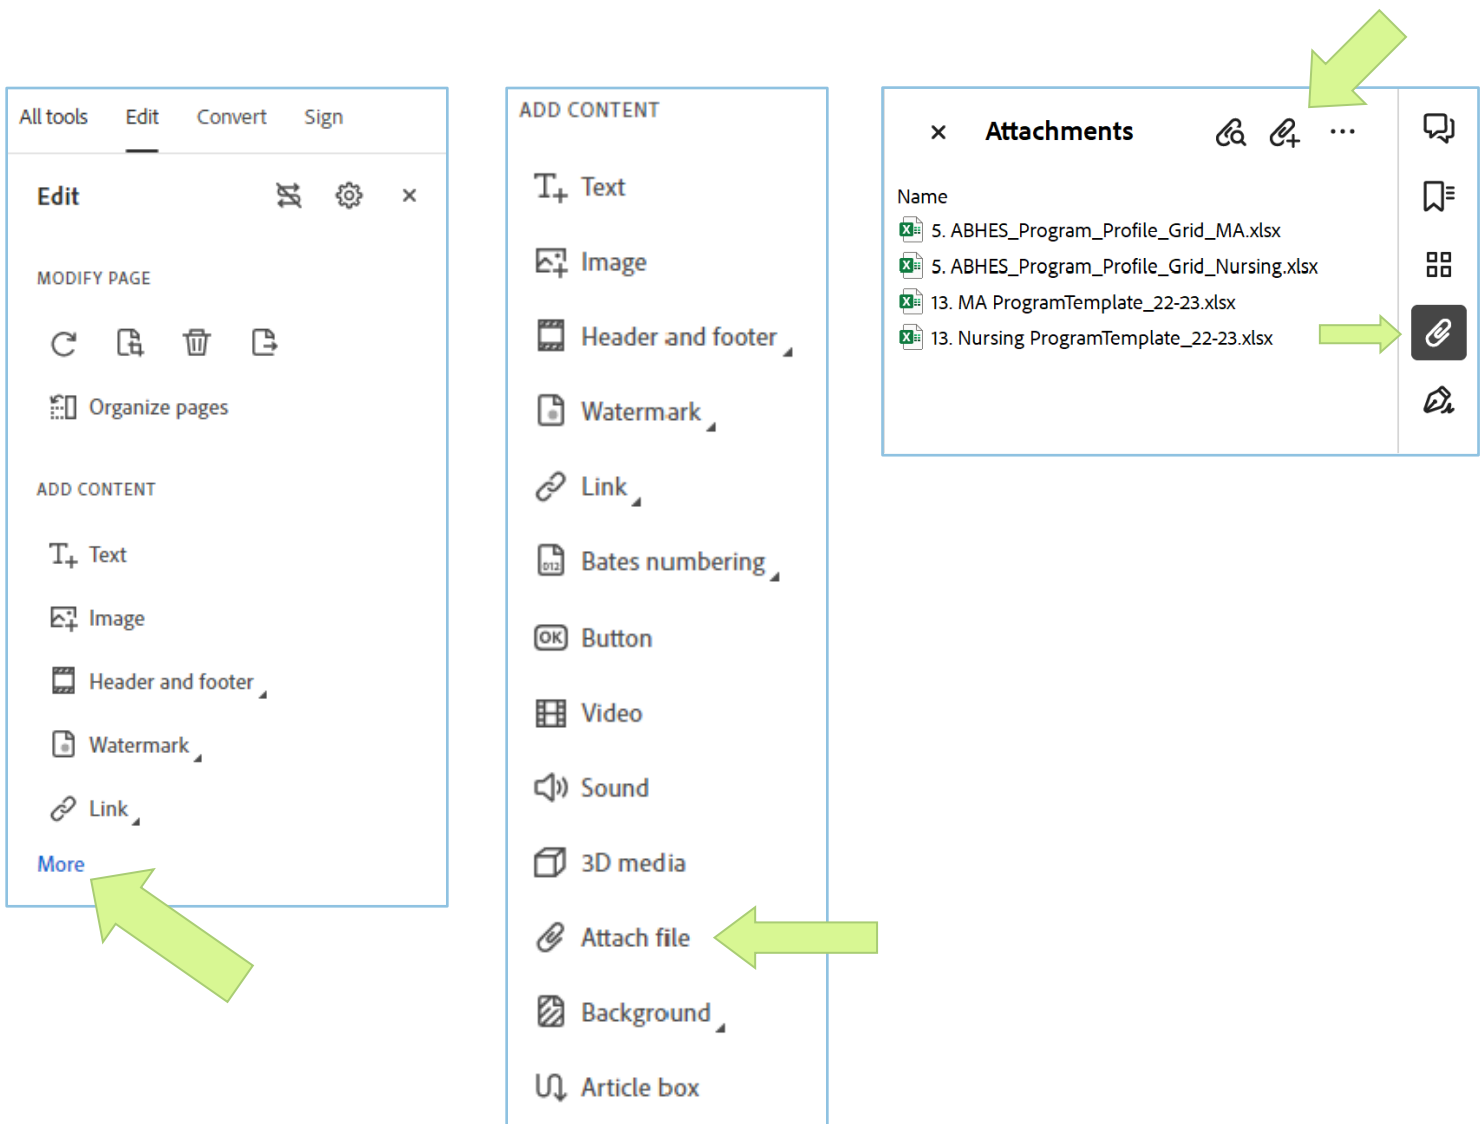 All tools Edit Convert Sign
Edit
MODIFY PAGE
Organize pages
ADD CONTENT
Text
Image
Header and footer
Watermark
Link
More
ADD CONTENT
Text
Image
Header and footer
Watermark
Link
012
Bates numbering
OK
Button
Video
Sound
3D media
Attach file
Background
Article box
Attachments
Name
5. ABHES_Program_Profile_Grid_MA.xlsx
5. ABHES_Program_Profile_Grid_Nursing.xlsx
13. MA ProgramTemplate_22-23.xlsx
13. Nursing ProgramTemplate_22-23.xlsx